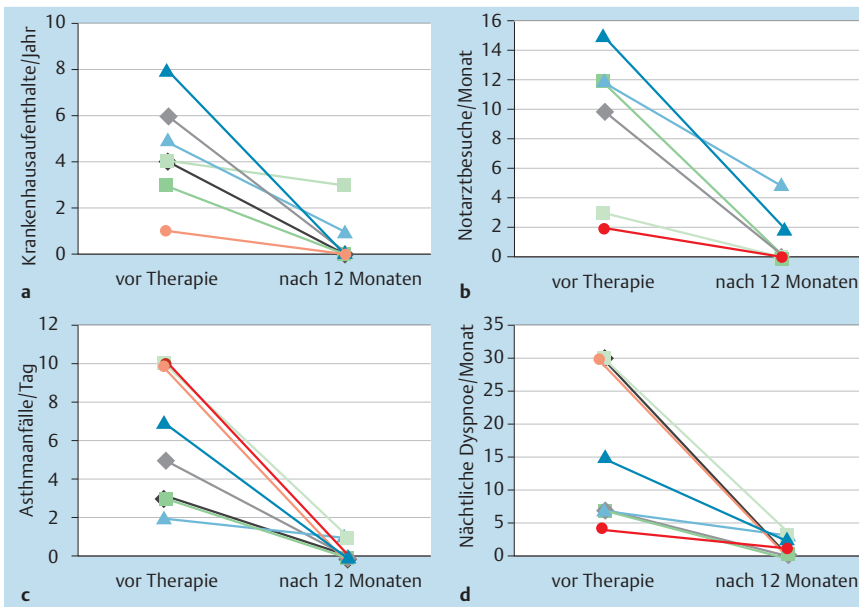 Krankenhausaufenthalte/Jahr
10
8
6
4
2
0
vor Therapie nach 12 Monaten
a
Notarztbesuche/Monat
16
14
12
10
8
6
4
2
0
vor Therapie nach 12 Monaten
b
Asthmaanfälle/Tag
12
10
8
6
4
2
0
vor Therapie nach 12 Monaten
c
Nächtliche Dyspnoe/Monat
35
30
25
20
15
10
5
0
vor Therapie nach 12 Monaten
d